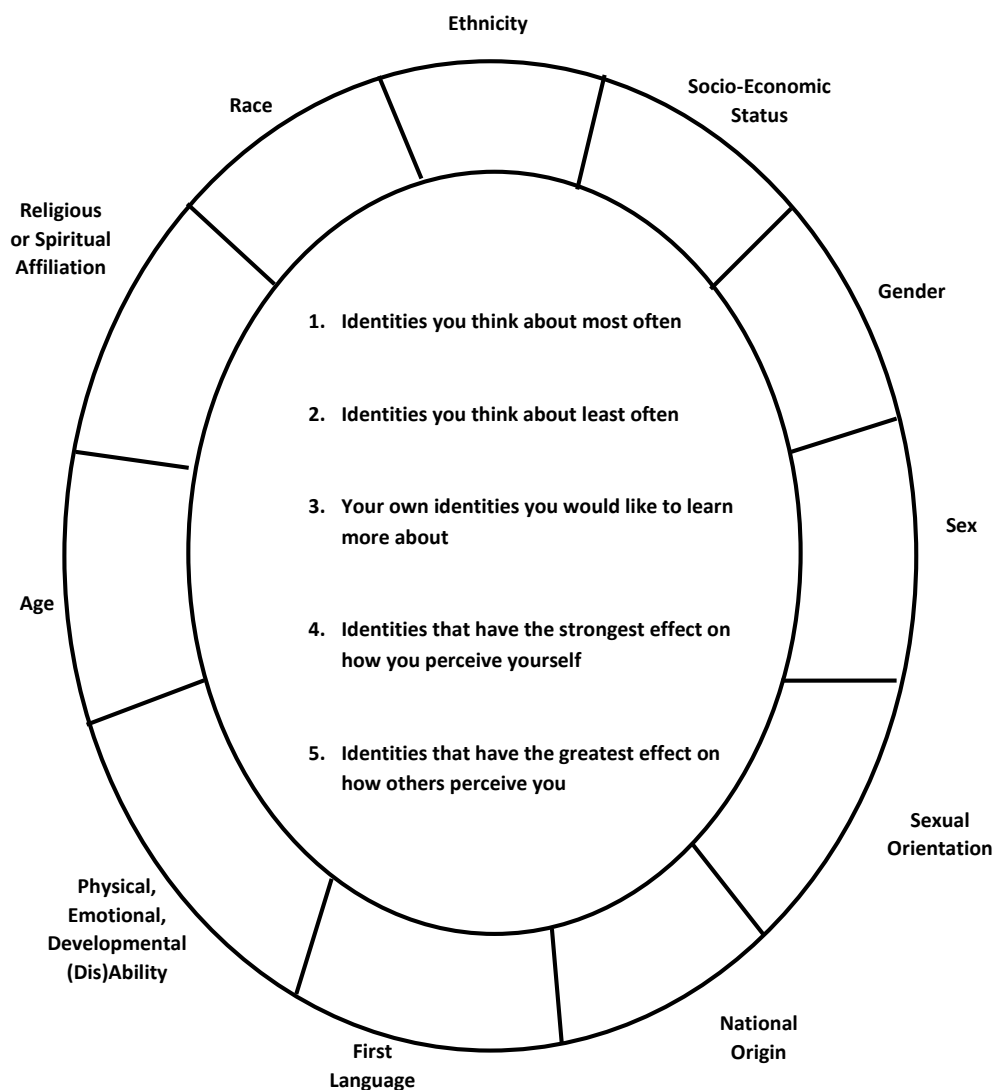 Ethnicity
Socio-Economic
Status
Race
Religious
or Spiritual
Affiliation
Gender
1. Identities you think about most often
2. Identities you think about least often
3. Your own identities you would like to learn
more about
Sex
Age
4. Identities that have the strongest effect on
how you perceive yourself
5. Identities that have the greatest effect on
how others perceive you
Sexual
Orientation
Physical,
Emotional,
Developmental
(Dis)Ability
National
Origin
First
Language